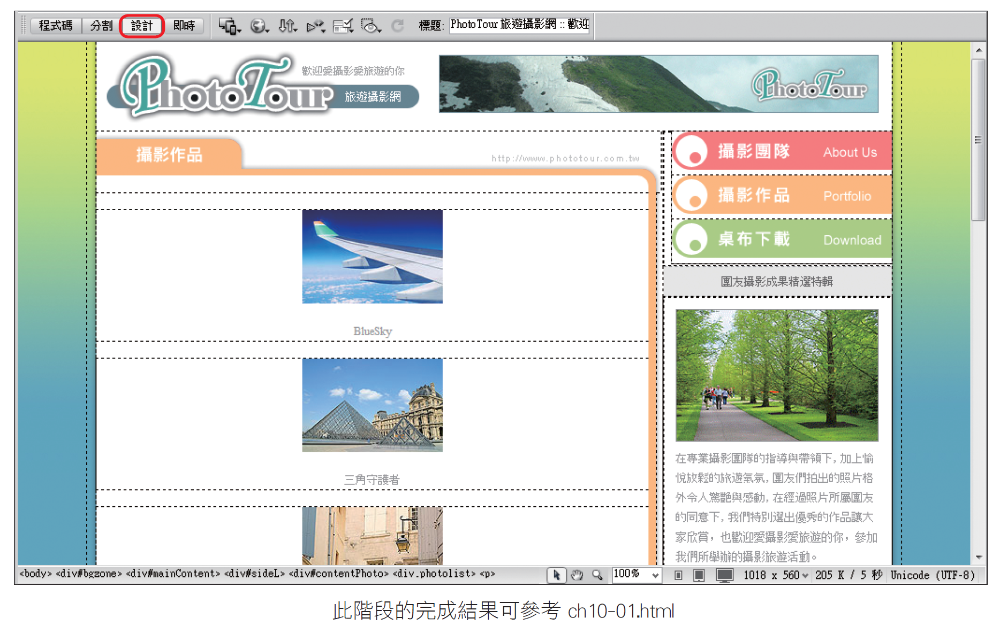 程式碼 分割 設計 即時 標題: PhotoTour 旅遊攝影網 :: 歡迎
PhotoTour
歡迎愛攝影愛旅遊的你
旅遊攝影網
PhotoTour
攝影作品
http://www.phototour.com.tw
攝影團隊 About Us
攝影作品 Portfolio
桌布下載 Download
BlueSky
三角守護者
團友攝影成果精選特輯
在專業攝影團隊的指導與帶領下, 加上愉
悅放鬆的旅遊氣氛, 團友們拍出的照片格
外令人驚艷與感動, 在經過照片所屬團友
的同意下, 我們特別選出優秀的作品讓大
家欣賞，也歡迎愛攝影愛旅遊的你，參加
我們所舉辦的攝影旅遊活動。
<body> <div#bgzone> <div#mainContent> <div#sideL> <div#contentPhoto> <div.photolist> <p> 100% 1018 x 560 205 K / 5 秒 Unicode (UTF-8)
此階段的完成結果可參考 ch10-01.html